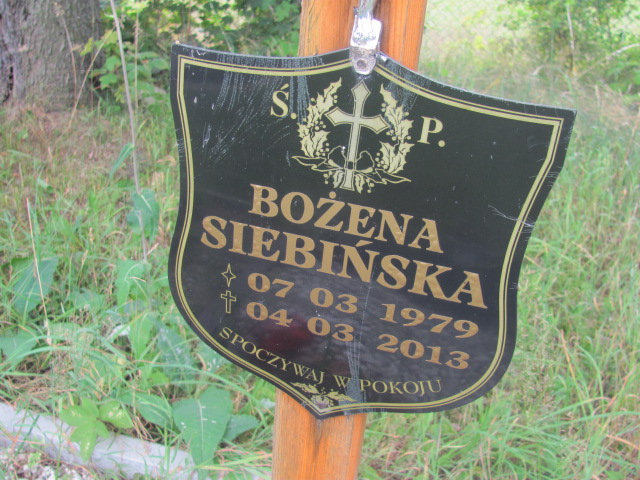 Ś. P.
BOŻENA
SIEBIŃSKA
07 03 1979
04 03 2013
SPOCZYWAJ W POKOJU